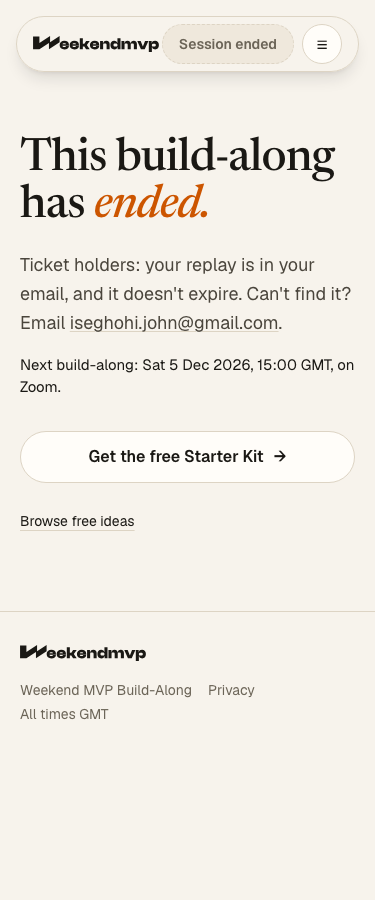 Weekendmvp
Session ended
☰
This build-along
has ended.
Ticket holders: your replay is in your
email, and it doesn't expire. Can't find it?
Email iseghohi.john@gmail.com.
Next build-along: Sat 5 Dec 2026, 15:00 GMT, on
Zoom.
Get the free Starter Kit →
Browse free ideas
Weekendmvp
Weekend MVP Build-Along Privacy
All times GMT